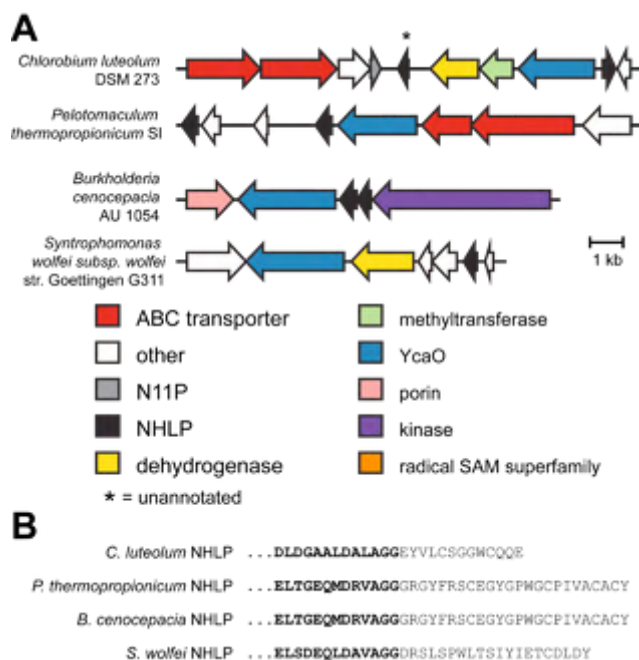 A
*
Chlorobium luteolum
DSM 273
Pelotomaculum
thermopropionicum SI
Burkholderia
cenocepacia
AU 1054
Syntrophomonas
wolfei subsp. wolfei
str. Goettingen G311
1 kb
ABC transporter
methyltransferase
other
YcaO
N11P
porin
NHLP
kinase
dehydrogenase
radical SAM superfamily
* = unannotated
B
C. luteolum NHLP ...DLDGAALDALAGGEYVLCSGGWCQQE
P. thermopropionicum NHLP ...ELTGEQMDRVAGGGRGYFRSCEGYGPWGCPIVACACY
B. cenocepacia NHLP ...ELTGEQMDRVAGGGRGYFRSCEGYGPWGCPIVACACY
S. wolfei NHLP ...ELSDEQLDAVAGGDRSLSPWLTSIYIETCDLDY